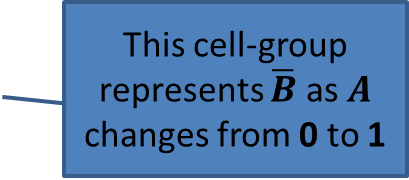 This cell-group
represents B̅ as A
changes from 0 to 1